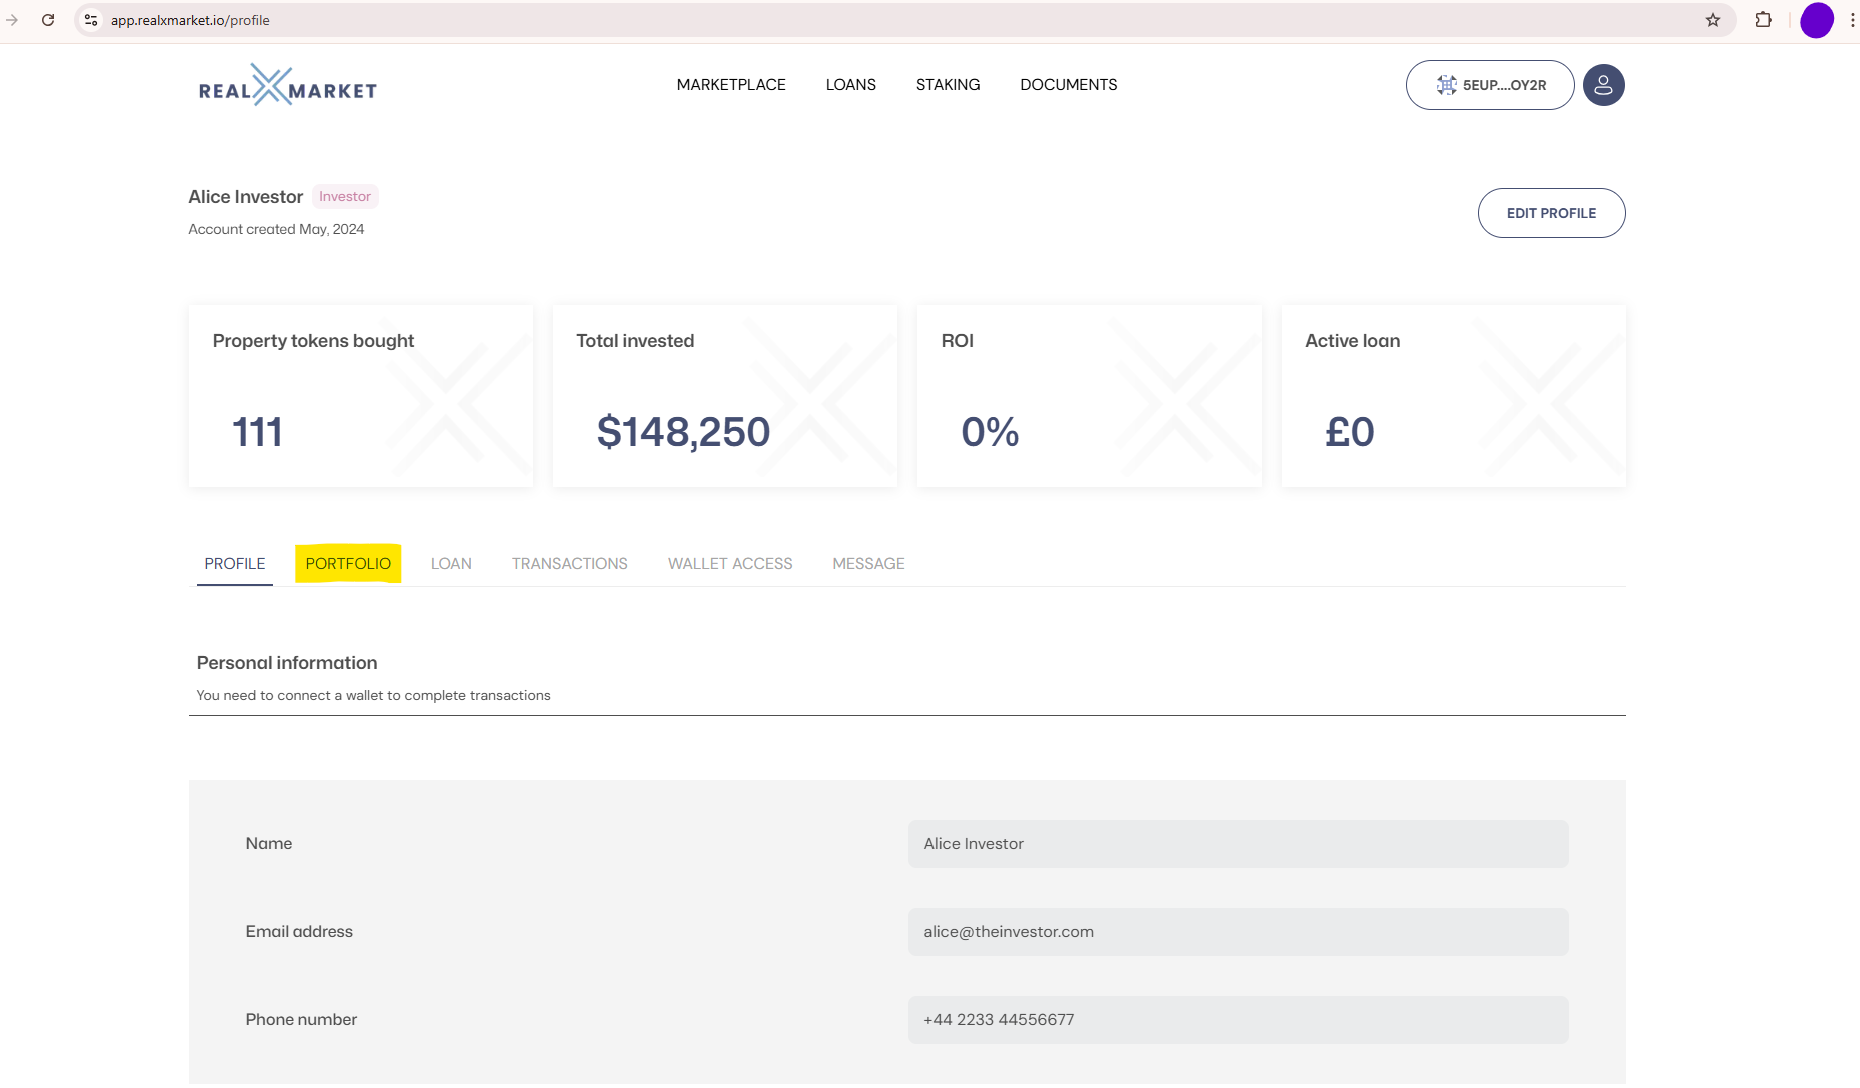 app.realxmarket.io/profile
REAL MARKET
MARKETPLACE LOANS STAKING DOCUMENTS
5EUP....OY2R
Alice Investor Investor
Account created May, 2024
EDIT PROFILE
Property tokens bought
111
Total invested
$148,250
ROI
0%
Active loan
£0
PROFILE PORTFOLIO LOAN TRANSACTIONS WALLET ACCESS MESSAGE
Personal information
You need to connect a wallet to complete transactions
Name
Alice Investor
Email address
alice@theinvestor.com
Phone number
+44 2233 44556677